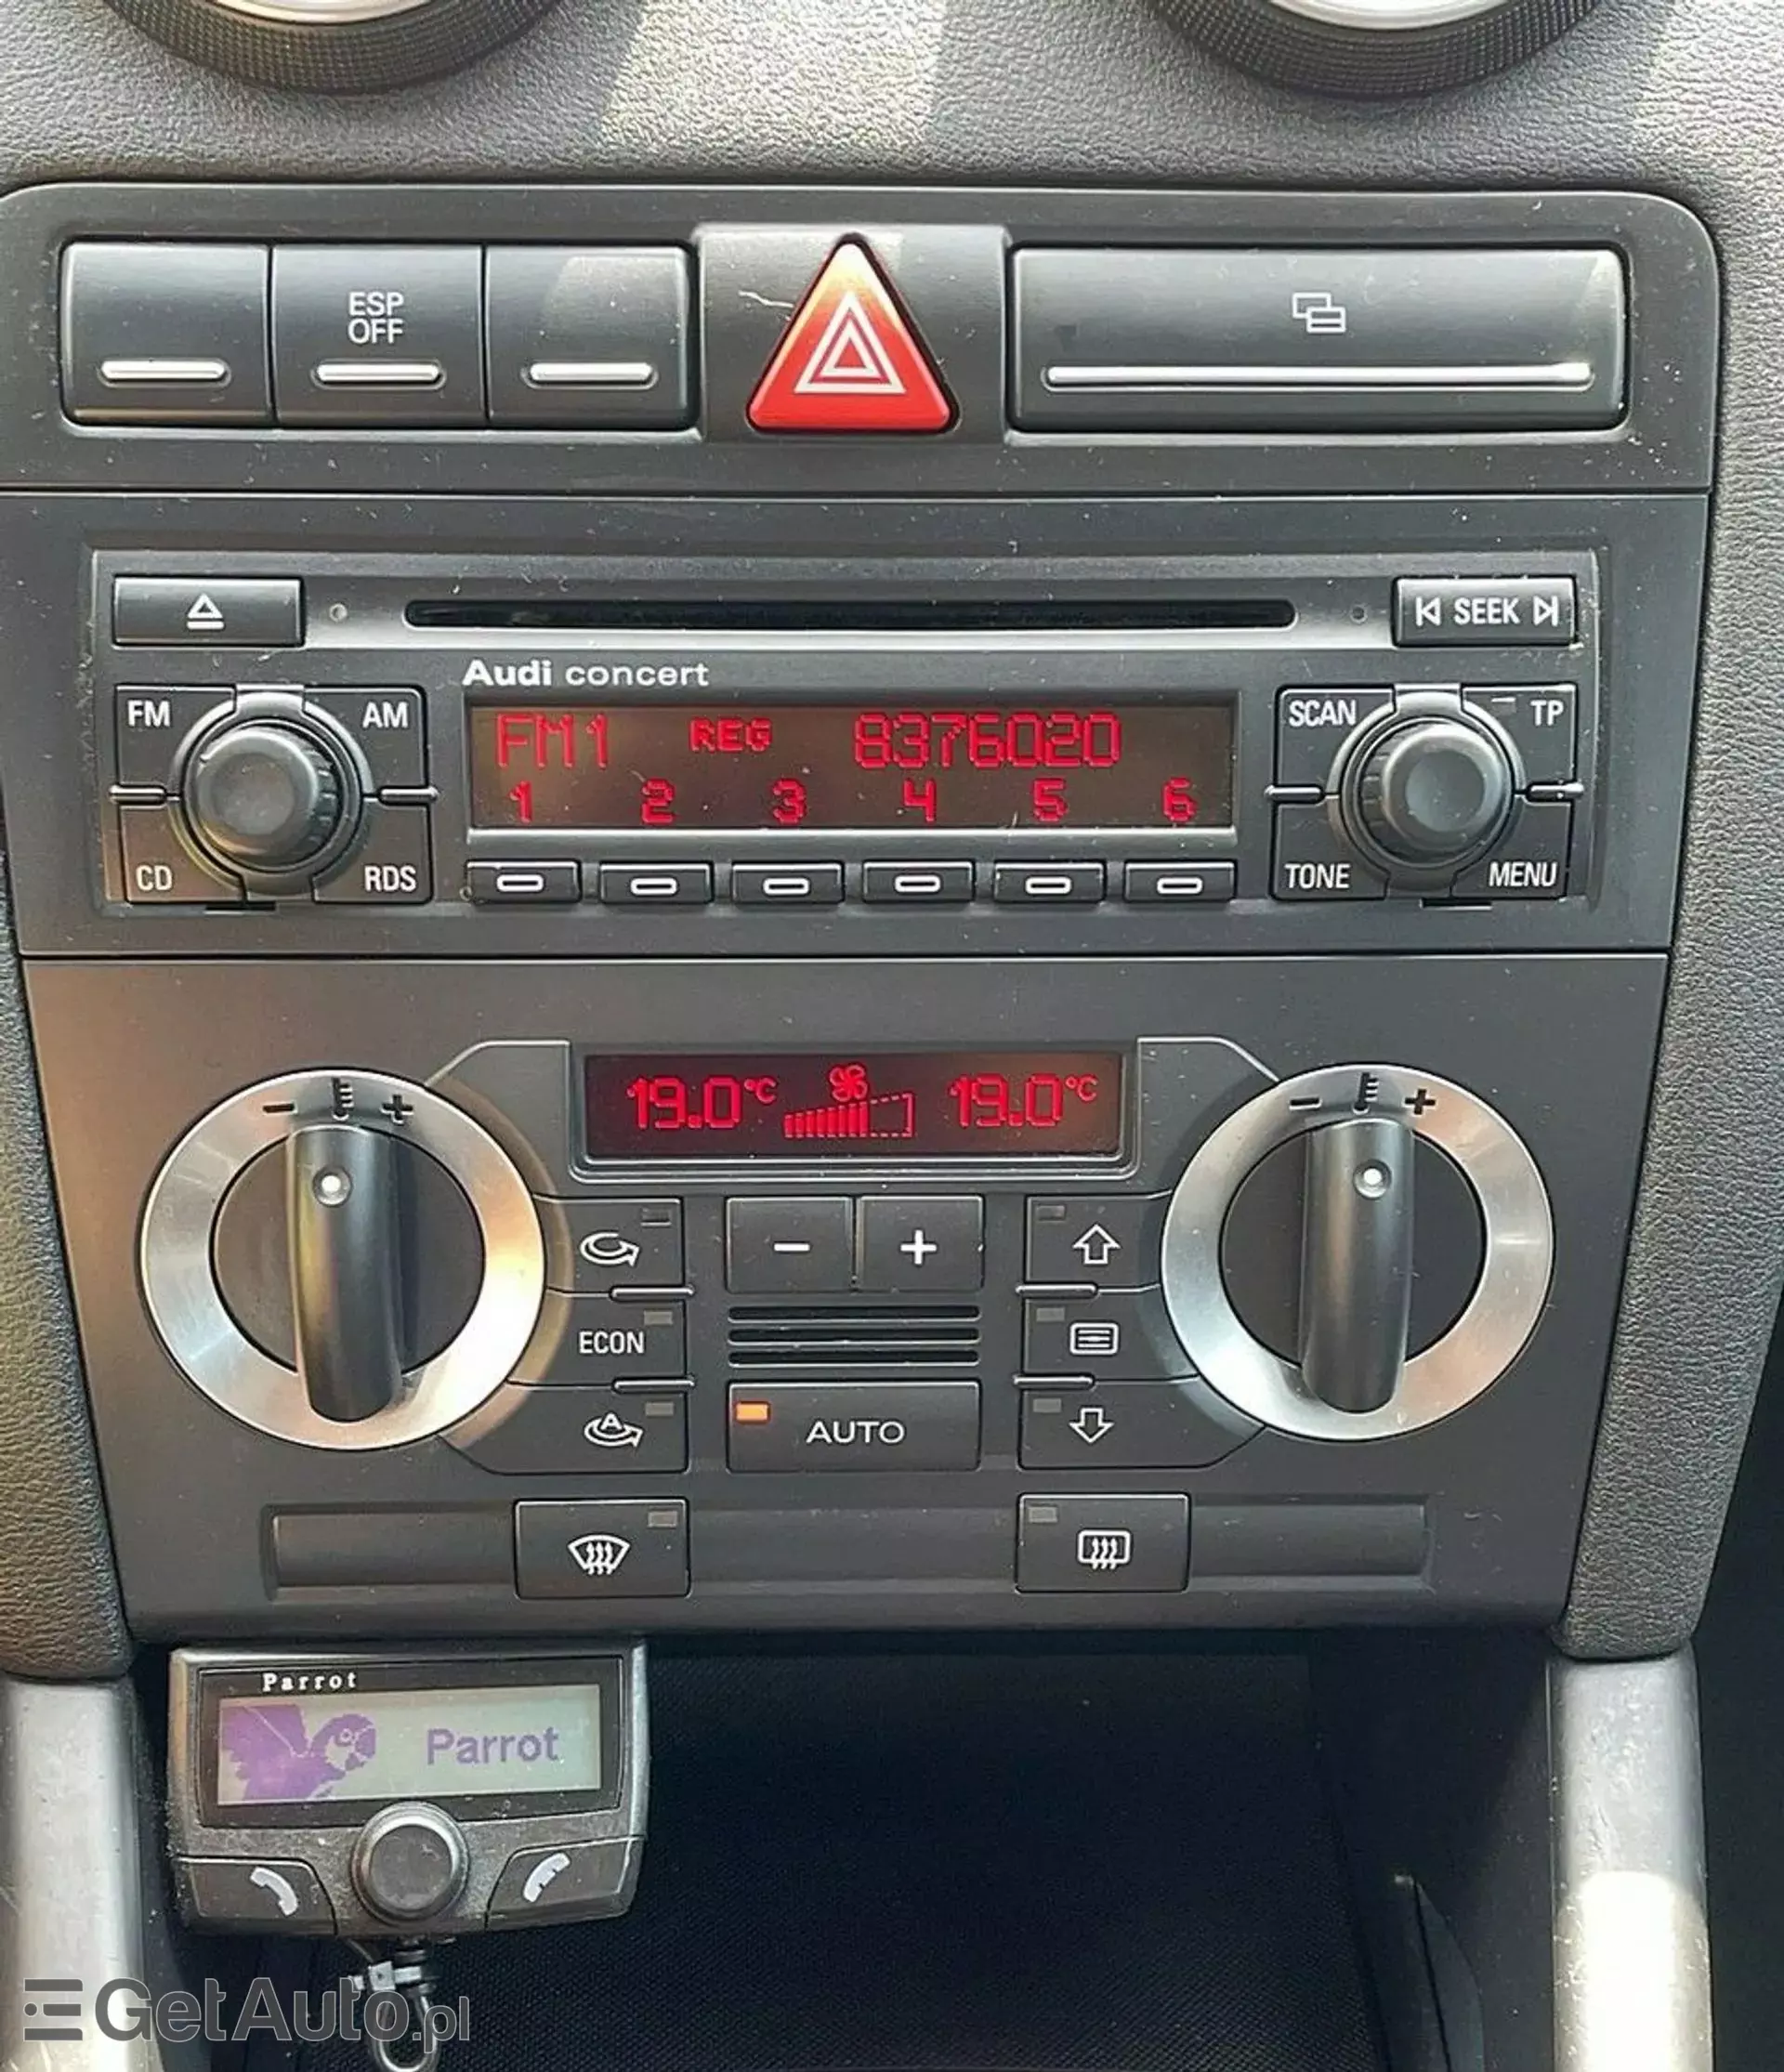 ESP
OFF
SEEK
Audi concert
FM
AM
FM1 REG 8376020
1 2 3 4 5 6
CD
RDS
SCAN
TP
TONE
MENU
- +
19.0°C 19.0°C
- +
- +
ECON
A
AUTO
Parrot
Parrot
GetAuto.pl